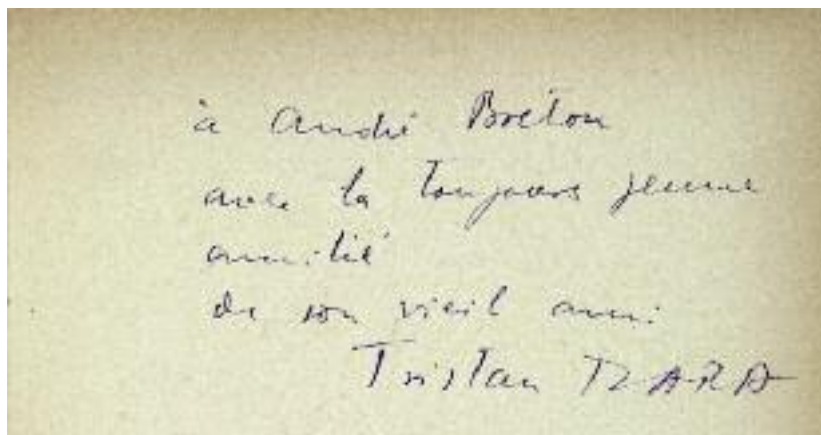 à André Breton
avec la toujours jeune
amitié
de son vieil ami
Tristan TZARA